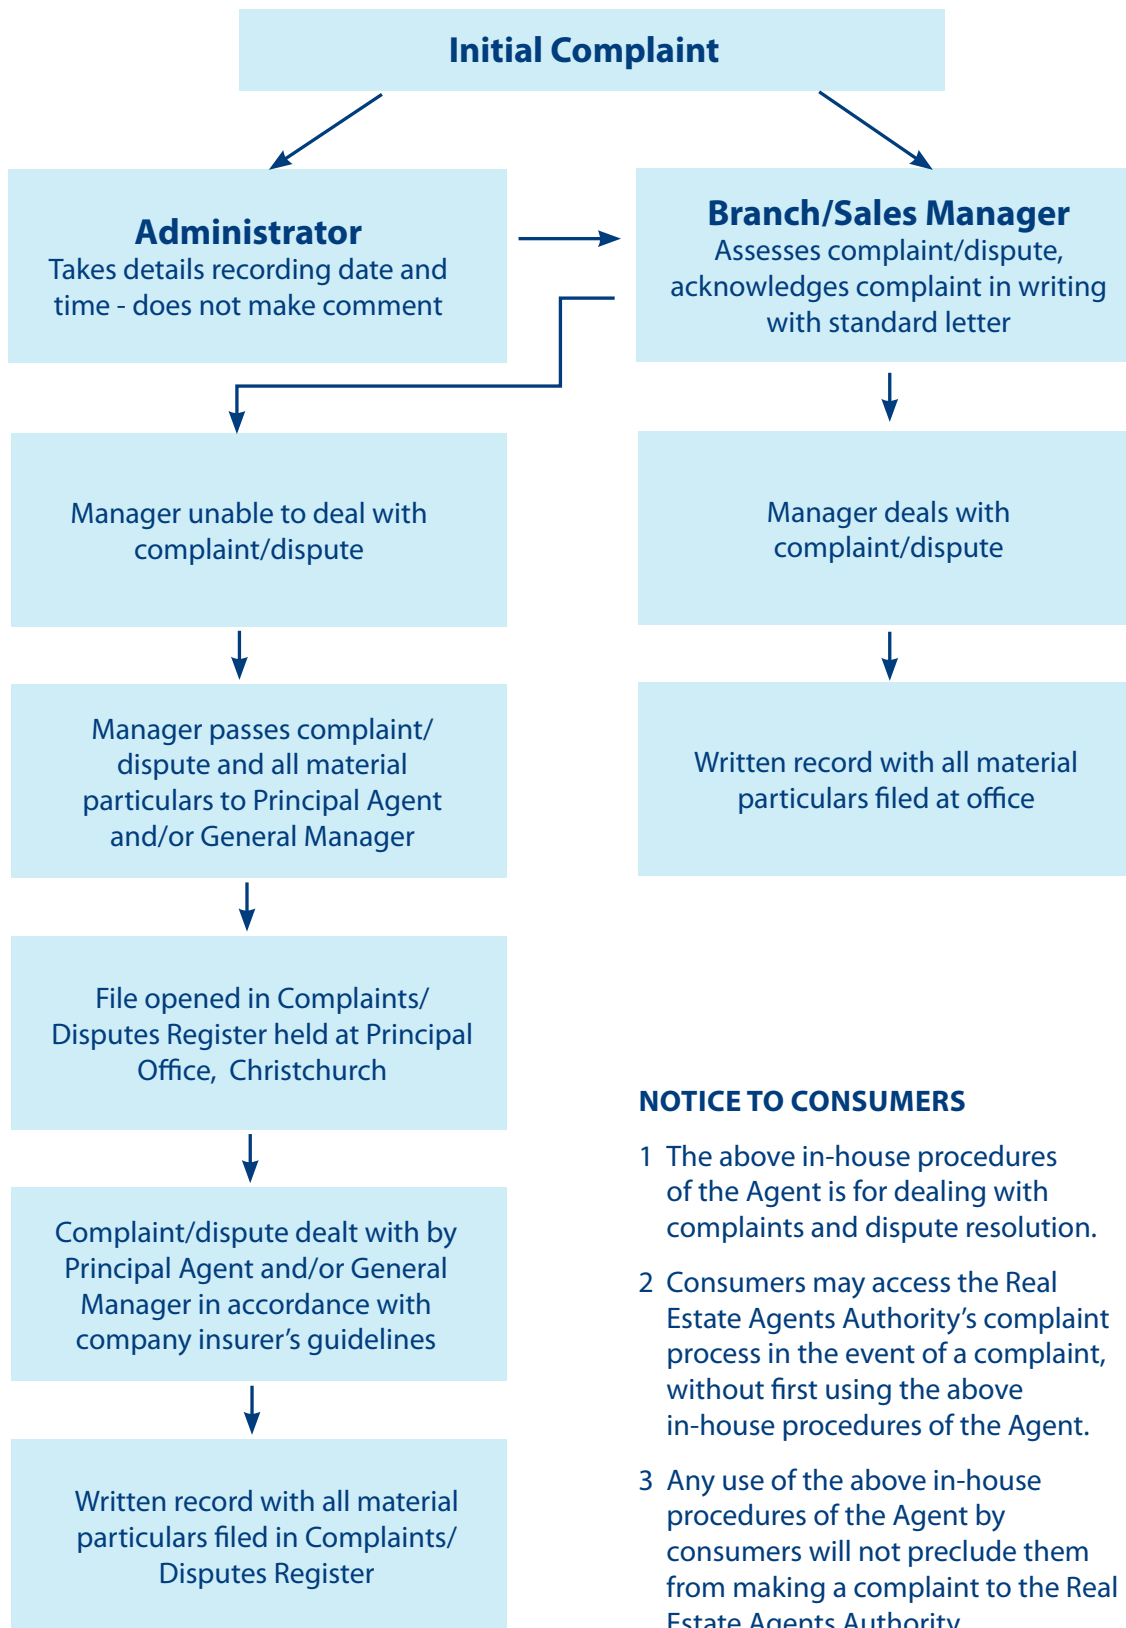 Initial Complaint
Administrator
Takes details recording date and
time - does not make comment
Branch/Sales Manager
Assesses complaint/dispute,
acknowledges complaint in writing
with standard letter
Manager unable to deal with
complaint/dispute
Manager deals with
complaint/dispute
Manager passes complaint/
dispute and all material
particulars to Principal Agent
and/or General Manager
Written record with all material
particulars filed at office
File opened in Complaints/
Disputes Register held at Principal
Office, Christchurch
Complaint/dispute dealt with by
Principal Agent and/or General
Manager in accordance with
company insurer’s guidelines
Written record with all material
particulars filed in Complaints/
Disputes Register
NOTICE TO CONSUMERS
1 The above in-house procedures
of the Agent is for dealing with
complaints and dispute resolution.
2 Consumers may access the Real
Estate Agents Authority’s complaint
process in the event of a complaint,
without first using the above
in-house procedures of the Agent.
3 Any use of the above in-house
procedures of the Agent by
consumers will not preclude them
from making a complaint to the Real
Estate Agents Authority